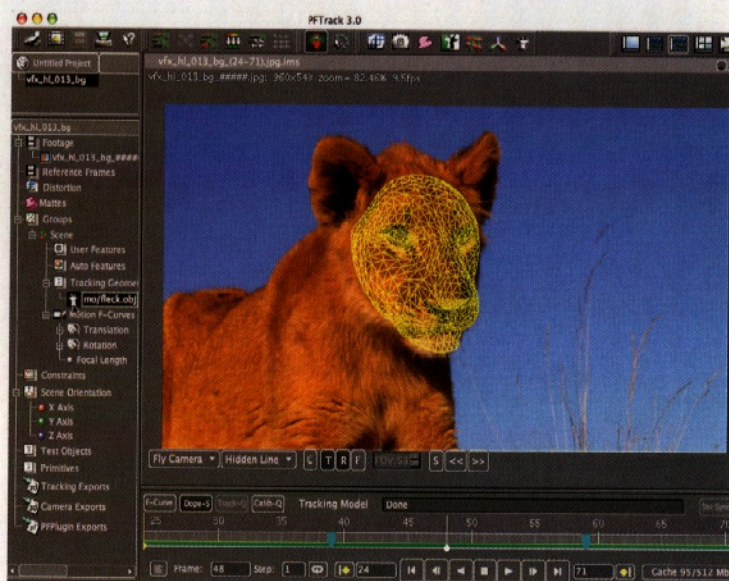 PFTrack 3.0
Untitled Project
vfx_hl_013_bg
vfx_hl_013_bg_(24-71).jpg.ims
vfx_hl_013_bg_#####.jpg: 960x540 zoom= 82.46% 9.5fps
vfx_hl_013_bg
Footage
vfx_hl_013_bg_####
Reference Frames
Distortion
Mattes
Groups
Scene
User Features
Auto Features
Tracking Geomet
mo/fleck.obj
Motion F-Curves
Translation
Rotation
Focal Length
Constraints
Scene Orientation
X Axis
Y Axis
Z Axis
Test Objects
Primitives
Tracking Exports
Camera Exports
PFPlugin Exports
Fly Camera Hidden Line C T R F S << >>
F-Curve Dope-S Track-Q Calib-Q Tracking Model Done
25 30 35 40 45 50 55 60 65 70
Frame: 48 Step: 1 24 71 Cache 95/512 Mb